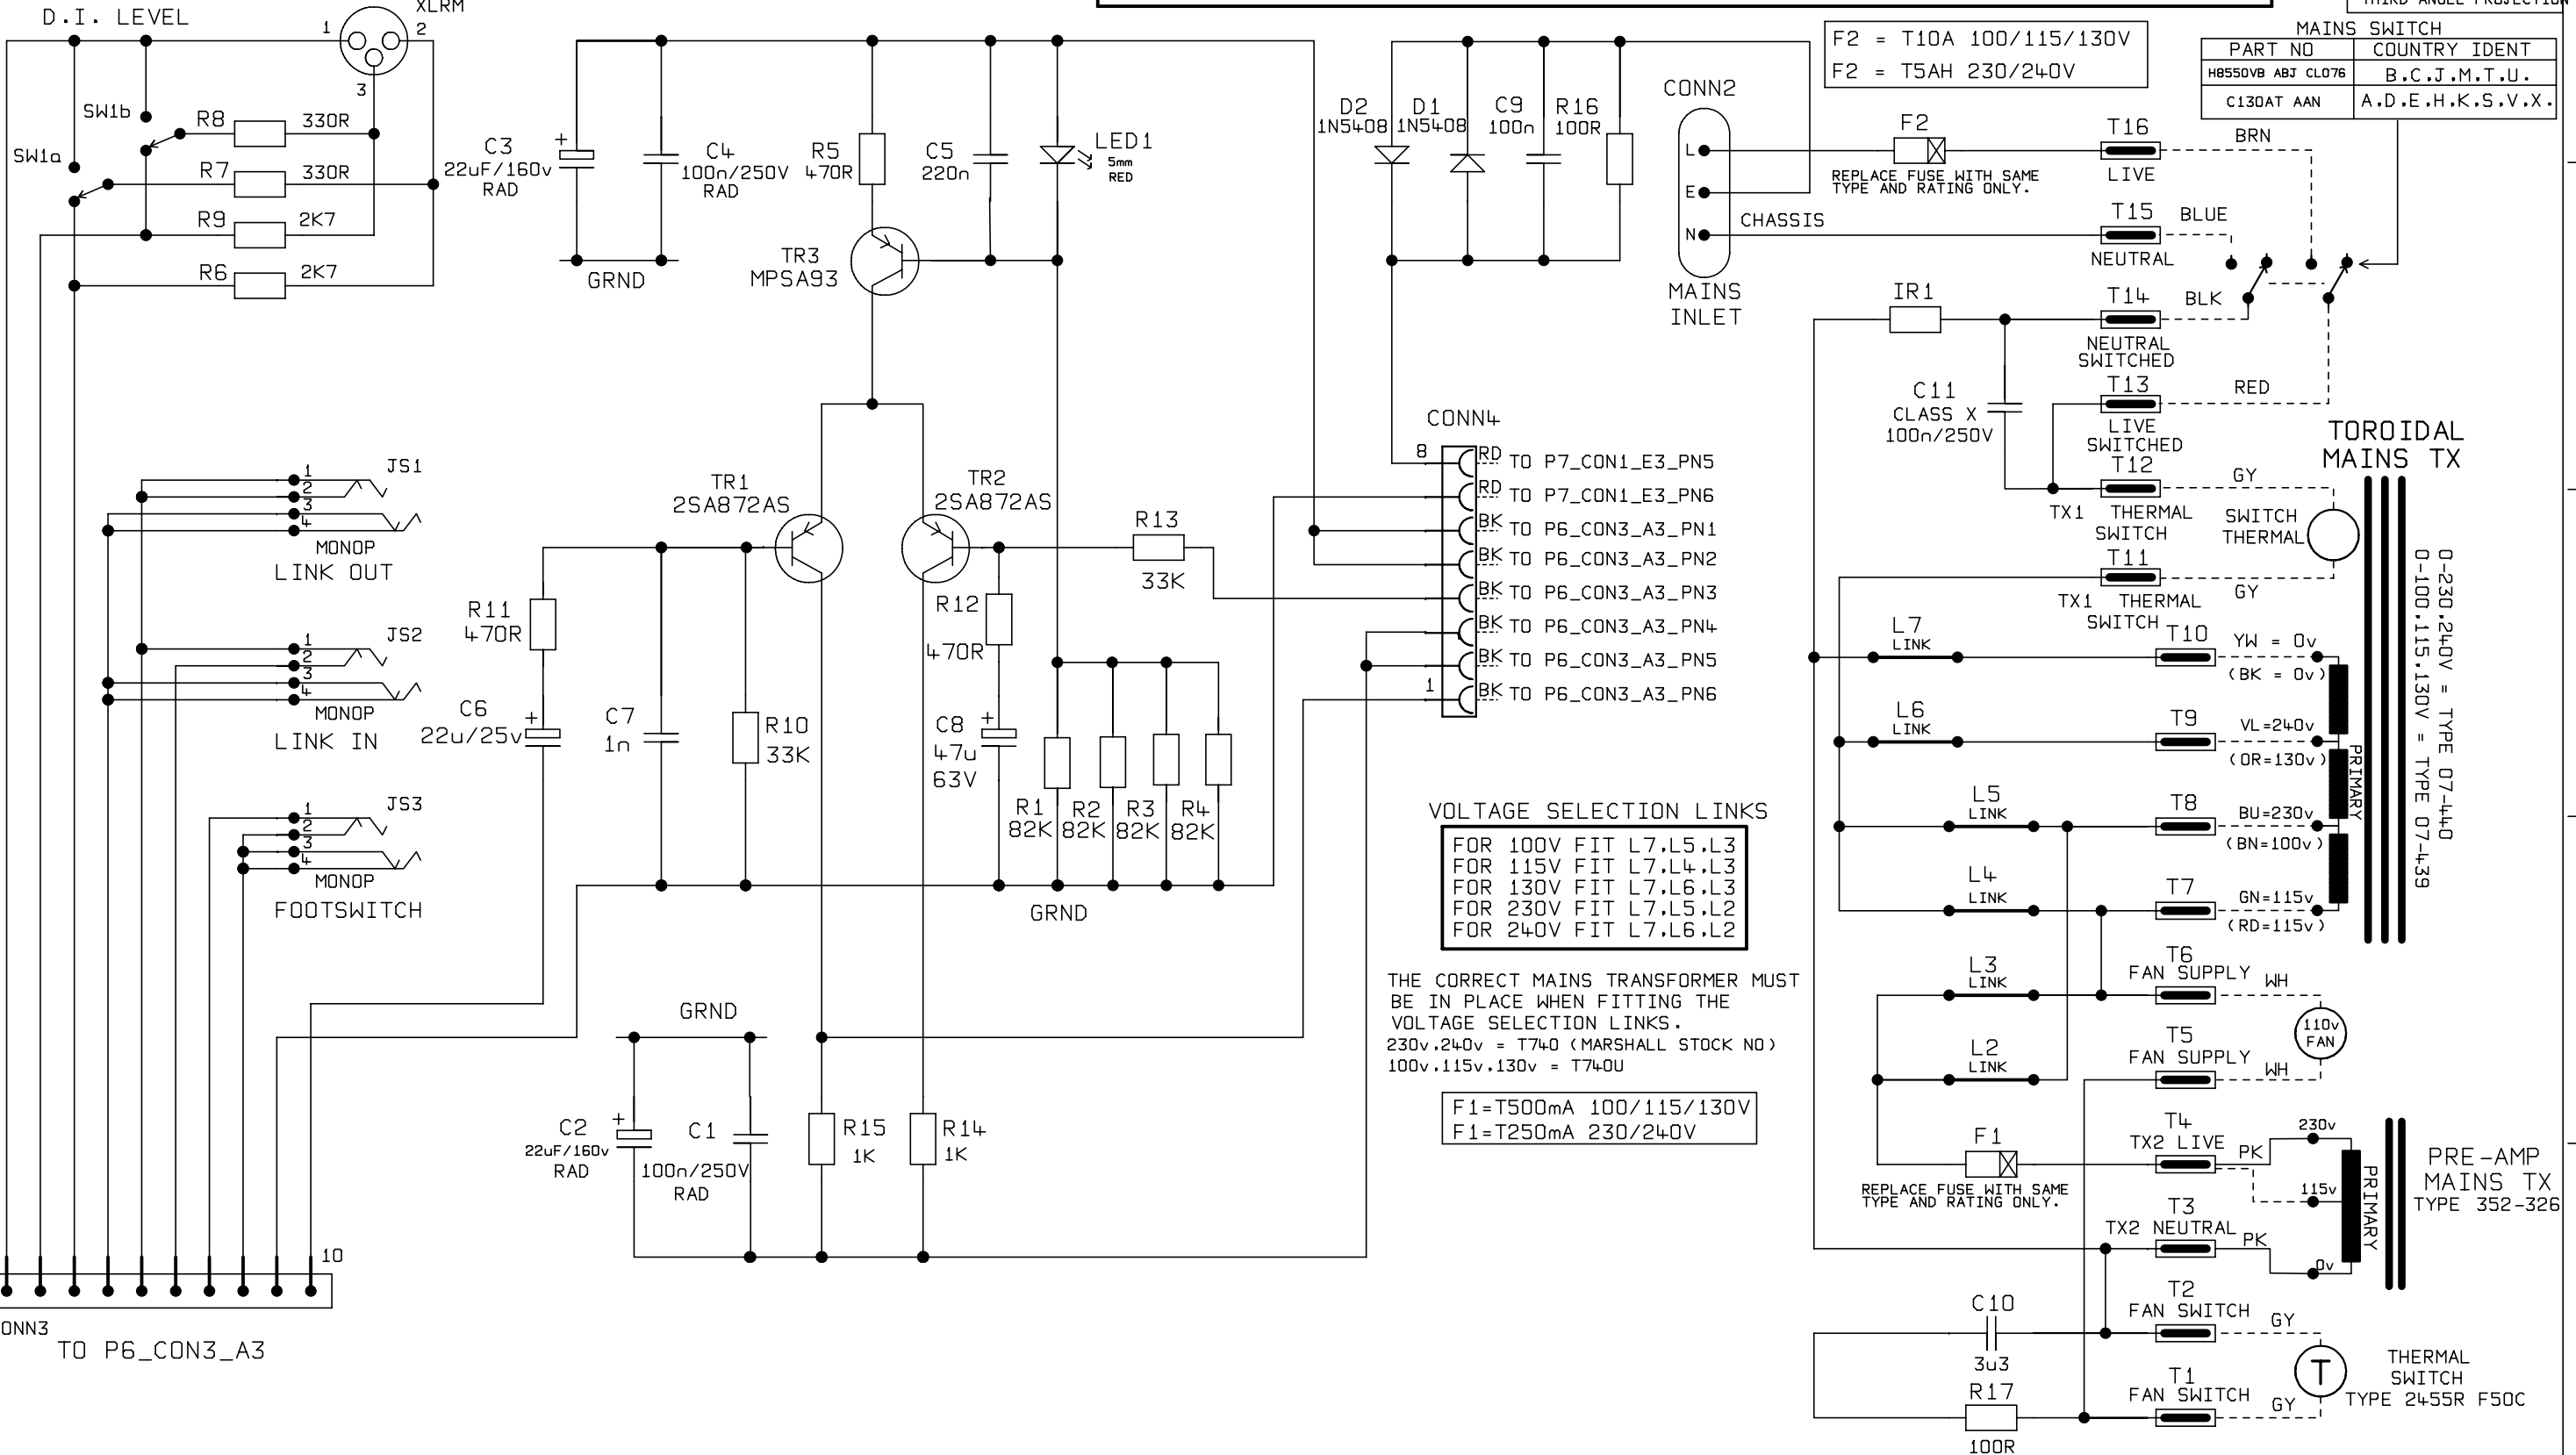 D.I. LEVEL
XLRM
1
2
3
SW1b
SW1a
R8 330R
R7 330R
R9 2K7
R6 2K7
C3
22uF/160v
RAD
+
C4
100n/250V
RAD
R5
470R
C5
220n
LED1
5mm
RED
GRND
TR3
MPSA93
D2
1N5408
D1
1N5408
C9
100n
R16
100R
CONN2
L
E
N
CHASSIS
MAINS
INLET
F2 = T10A 100/115/130V
F2 = T5AH 230/240V
MAINS SWITCH
PART NO COUNTRY IDENT
H8550VB ABJ CL076 B.C.J.M.T.U.
C130AT AAN A.D.E.H.K.S.V.X.
F2
REPLACE FUSE WITH SAME
TYPE AND RATING ONLY.
T16
LIVE
BRN
T15
NEUTRAL
BLUE
IR1
T14
BLK
NEUTRAL
SWITCHED
C11
CLASS X
100n/250V
T13
RED
LIVE
SWITCHED
T12
GY
TX1 THERMAL
SWITCH
SWITCH
THERMAL
T11
GY
TX1 THERMAL
SWITCH
TOROIDAL
MAINS TX
0-230.240V = TYPE 07-440
0-100.115.130V = TYPE 07-439
JS1
1
2
3
4
MONOP
LINK OUT
JS2
1
2
3
4
MONOP
LINK IN
JS3
1
2
3
4
MONOP
FOOTSWITCH
TR1
2SA872AS
TR2
2SA872AS
R13
33K
R11
470R
R12
470R
C6
22u/25v
+
C7
1n
R10
33K
C8
47u
63V
+
R1
82K
R2
82K
R3
82K
R4
82K
GRND
CONN4
8
RD TO P7_CON1_E3_PN5
RD TO P7_CON1_E3_PN6
BK TO P6_CON3_A3_PN1
BK TO P6_CON3_A3_PN2
BK TO P6_CON3_A3_PN3
BK TO P6_CON3_A3_PN4
BK TO P6_CON3_A3_PN5
1 BK TO P6_CON3_A3_PN6
VOLTAGE SELECTION LINKS
FOR 100V FIT L7.L5.L3
FOR 115V FIT L7.L4.L3
FOR 130V FIT L7.L6.L3
FOR 230V FIT L7.L5.L2
FOR 240V FIT L7.L6.L2
THE CORRECT MAINS TRANSFORMER MUST
BE IN PLACE WHEN FITTING THE
VOLTAGE SELECTION LINKS.
230v.240v = T740 (MARSHALL STOCK NO)
100v.115v.130v = T740U
F1=T500mA 100/115/130V
F1=T250mA 230/240V
L7
LINK
T10
YW = 0v
(BK = 0v)
L6
LINK
T9
VL=240v
(OR=130v)
L5
LINK
T8
BU=230v
(BN=100v)
L4
LINK
T7
GN=115v
(RD=115v)
PRIMARY
L3
LINK
T6
FAN SUPPLY
WH
110v
FAN
L2
LINK
T5
FAN SUPPLY
WH
F1
REPLACE FUSE WITH SAME
TYPE AND RATING ONLY.
T4
TX2 LIVE
PK
230v
115v
0v
PRIMARY
T3
TX2 NEUTRAL
PK
PRE-AMP
MAINS TX
TYPE 352-326
T2
FAN SWITCH
GY
C10
3u3
R17
100R
T1
FAN SWITCH
GY
T
THERMAL
SWITCH
TYPE 2455R F50C
GRND
C2
22uF/160v
RAD
+
C1
100n/250V
RAD
R15
1K
R14
1K
10
ONN3
TO P6_CON3_A3